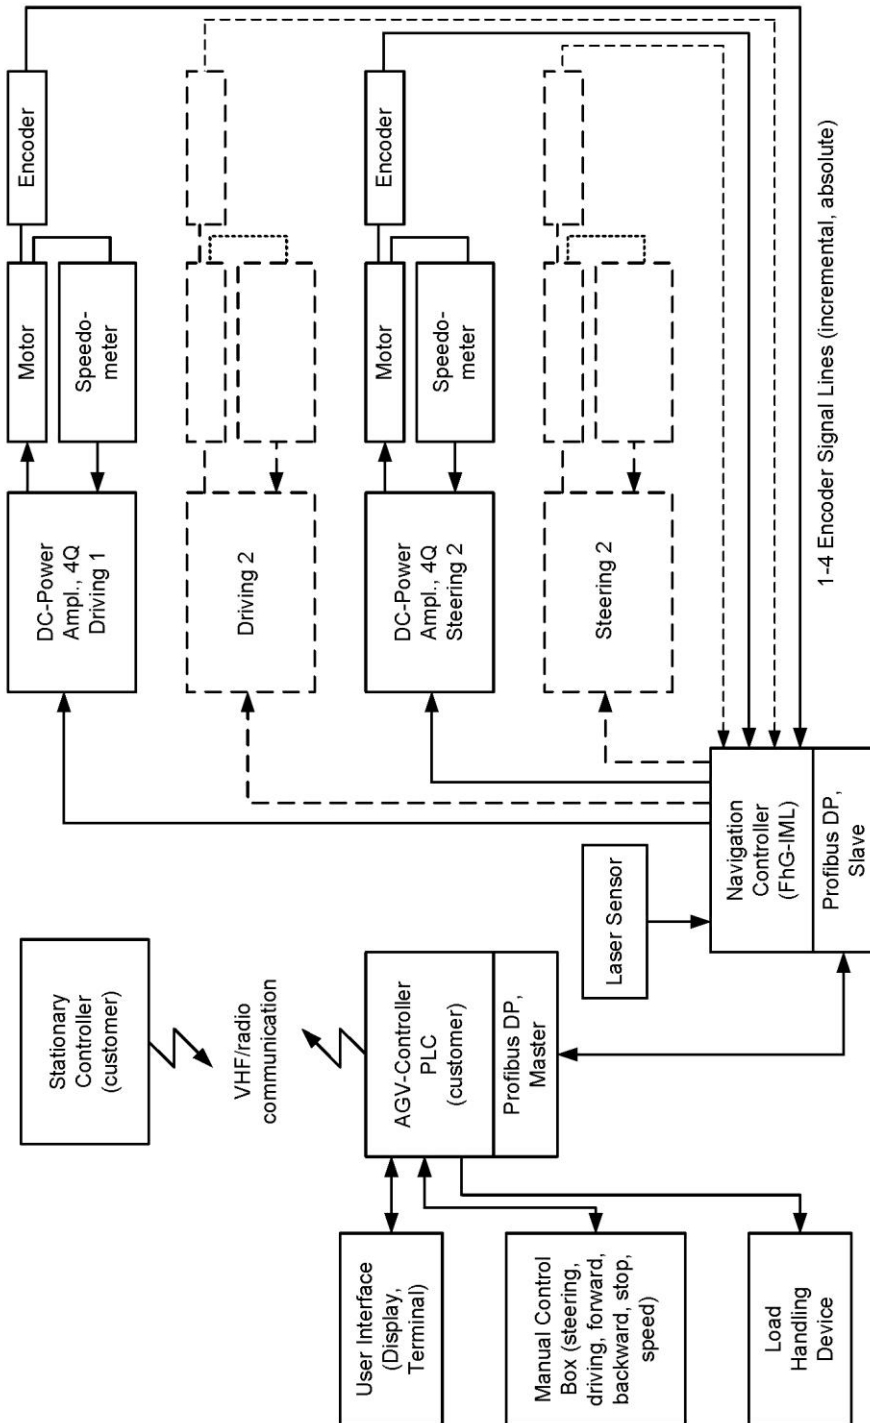 User Interface
(Display,
Terminal)
Manual Control
Box (steering,
driving, forward,
backward, stop,
speed)
Load
Handling
Device
Stationary
Controller
(customer)
VHF/radio
communication
AGV-Controller
PLC
(customer)
Profibus DP,
Master
Laser Sensor
Navigation
Controller
(FhG-IML)
Profibus DP,
Slave
DC-Power
Ampl., 4Q
Driving 1
Motor
Speedo-
meter
Encoder
Driving 2
DC-Power
Ampl., 4Q
Steering 2
Motor
Speedo-
meter
Encoder
Steering 2
1-4 Encoder Signal Lines (incremental, absolute)